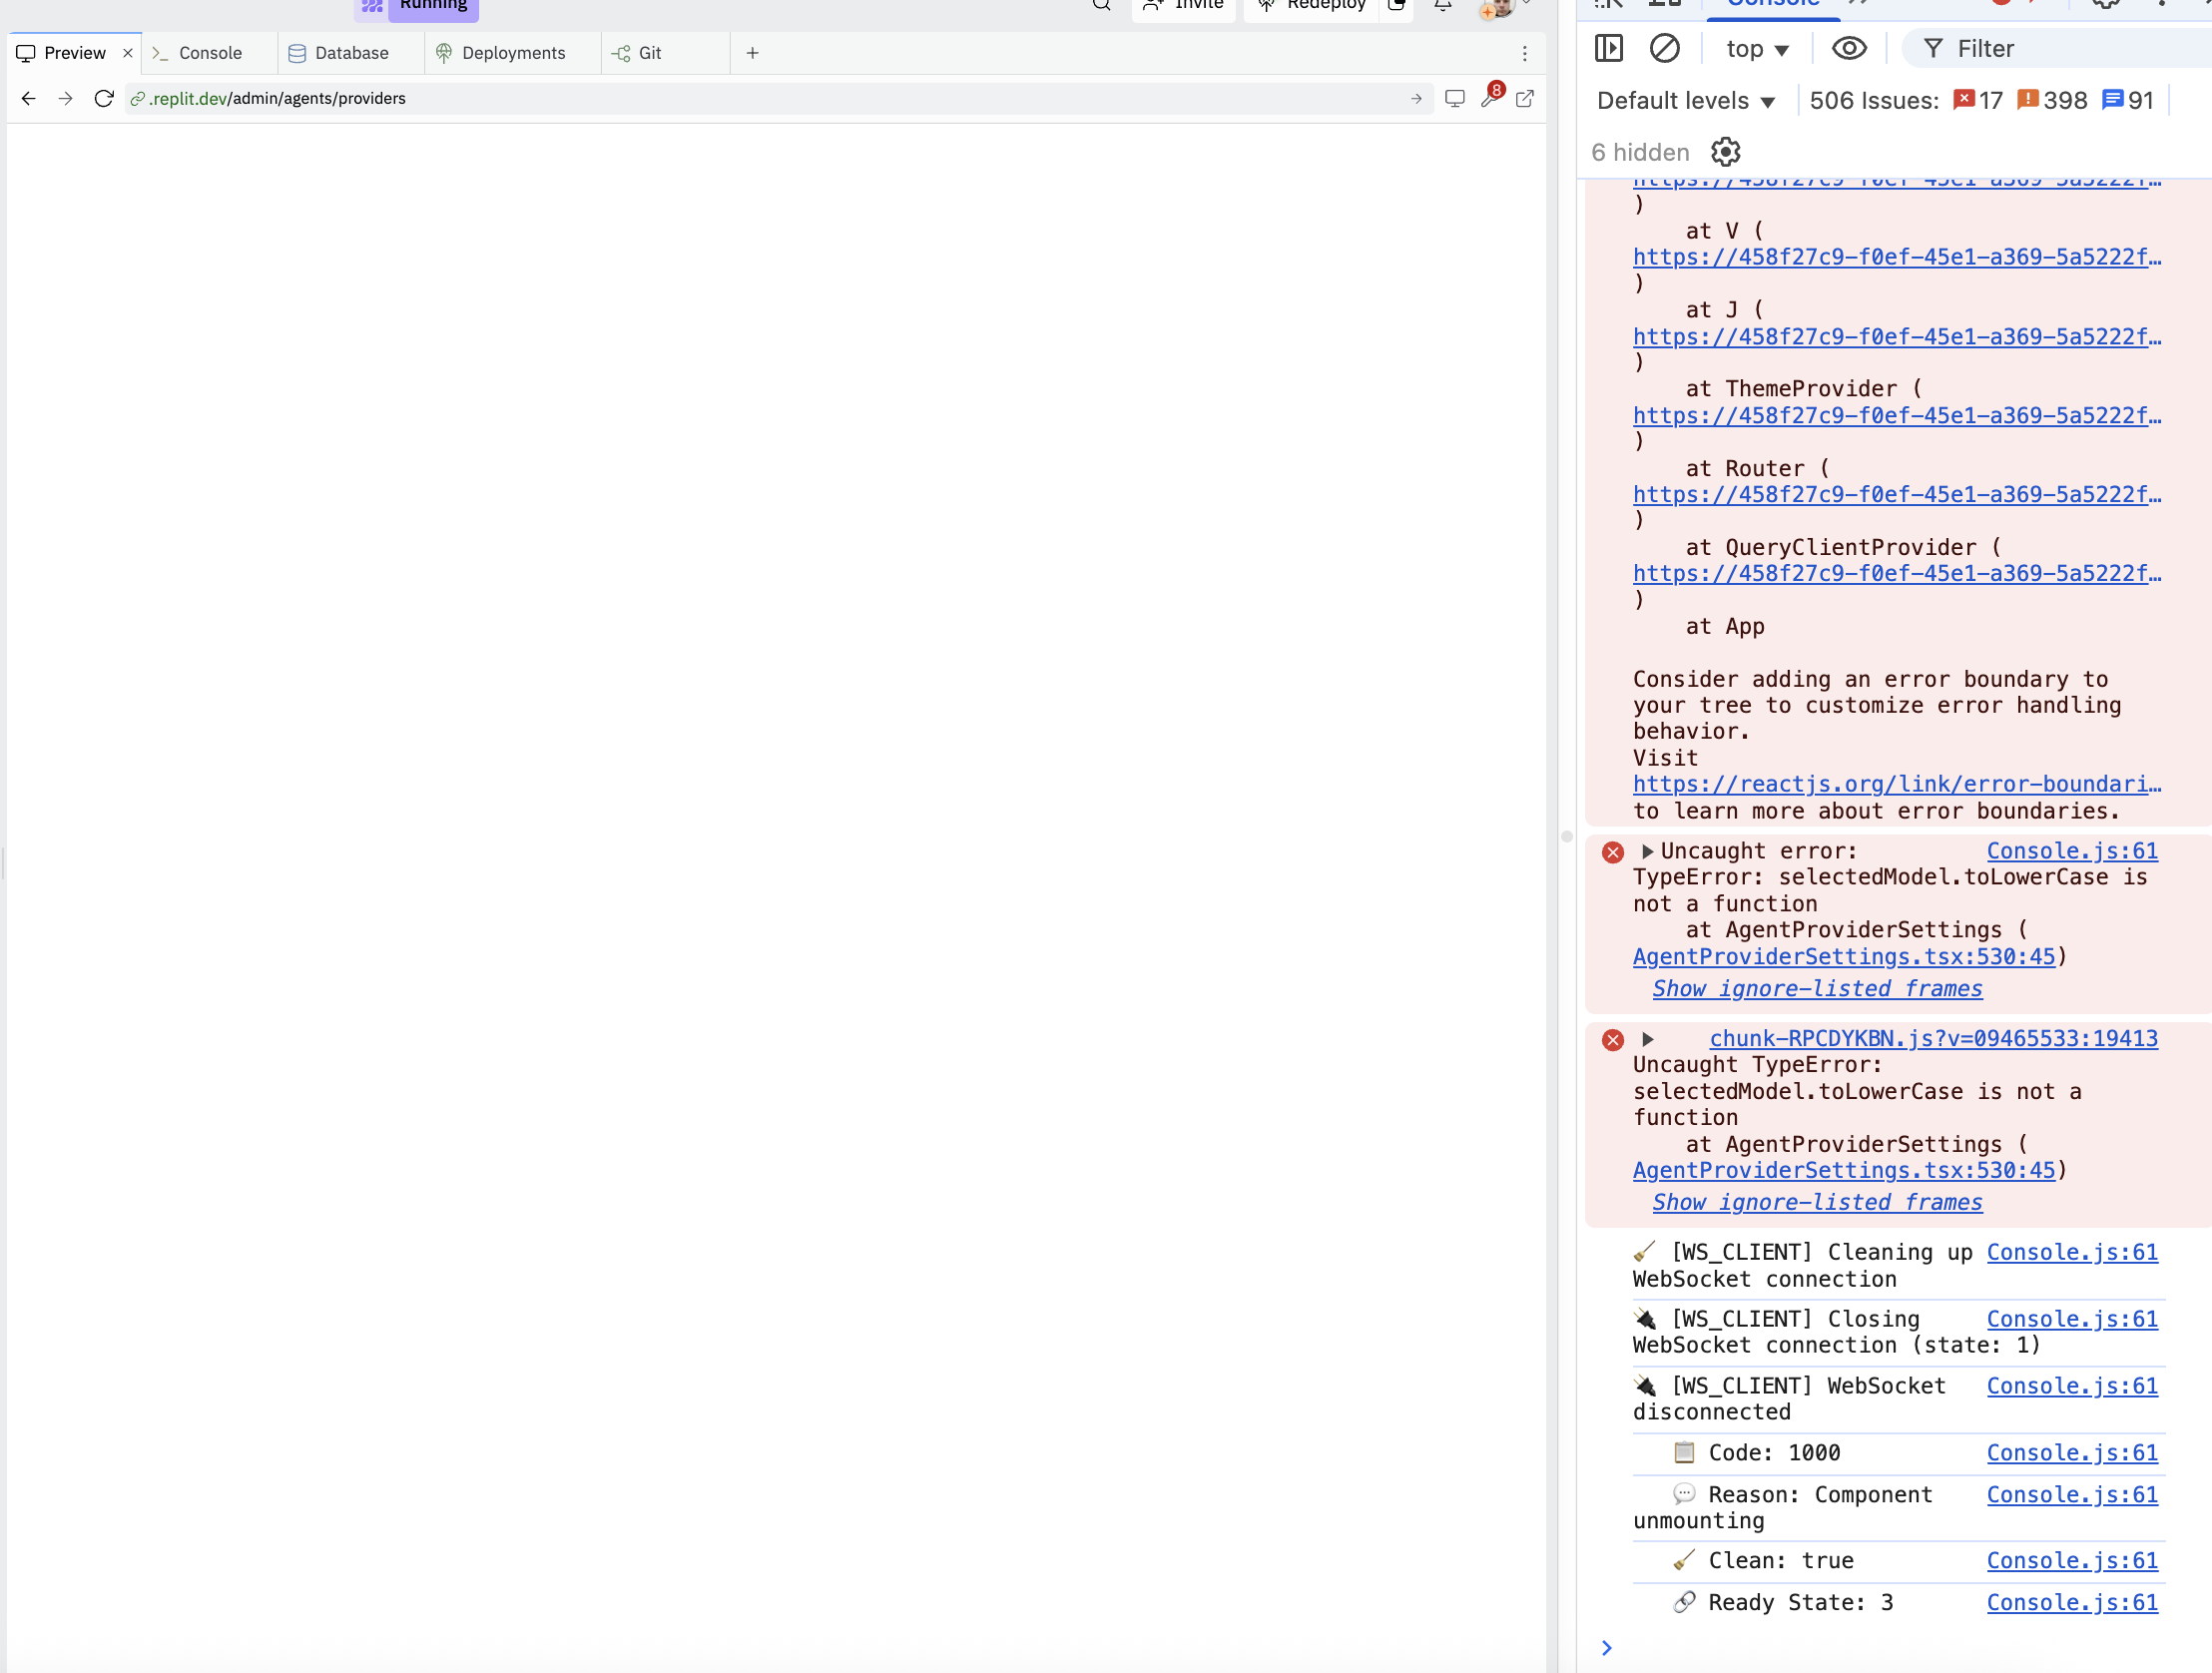 Running
Invite
Redeploy
Preview
Console
Database
Deployments
Git
.replit.dev/admin/agents/providers
8
Console
top
Filter
Default levels
506 Issues: 17 398 91
6 hidden
https://458f27c9-f0ef-45e1-a369-5a5222f…
)
at V (
https://458f27c9-f0ef-45e1-a369-5a5222f…
)
at J (
https://458f27c9-f0ef-45e1-a369-5a5222f…
)
at ThemeProvider (
https://458f27c9-f0ef-45e1-a369-5a5222f…
)
at Router (
https://458f27c9-f0ef-45e1-a369-5a5222f…
)
at QueryClientProvider (
https://458f27c9-f0ef-45e1-a369-5a5222f…
)
at App
Consider adding an error boundary to
your tree to customize error handling
behavior.
Visit
https://reactjs.org/link/error-boundari…
to learn more about error boundaries.
Uncaught error: Console.js:61
TypeError: selectedModel.toLowerCase is
not a function
at AgentProviderSettings (
AgentProviderSettings.tsx:530:45)
Show ignore-listed frames
chunk-RPCDYKBN.js?v=09465533:19413
Uncaught TypeError:
selectedModel.toLowerCase is not a
function
at AgentProviderSettings (
AgentProviderSettings.tsx:530:45)
Show ignore-listed frames
🧹 [WS_CLIENT] Cleaning up Console.js:61
WebSocket connection
🔌 [WS_CLIENT] Closing Console.js:61
WebSocket connection (state: 1)
🔌 [WS_CLIENT] WebSocket Console.js:61
disconnected
📋 Code: 1000 Console.js:61
💬 Reason: Component Console.js:61
unmounting
🧹 Clean: true Console.js:61
🔗 Ready State: 3 Console.js:61